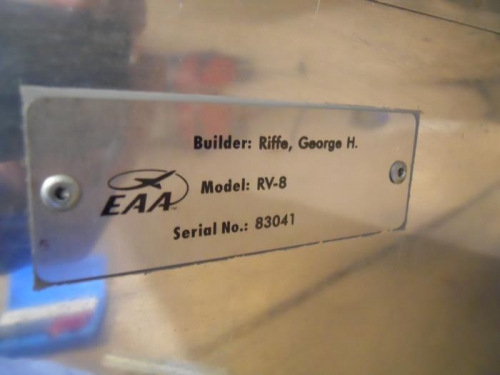 Builder: Riffe, George H.
EAA
Model: RV-8
Serial No.: 83041